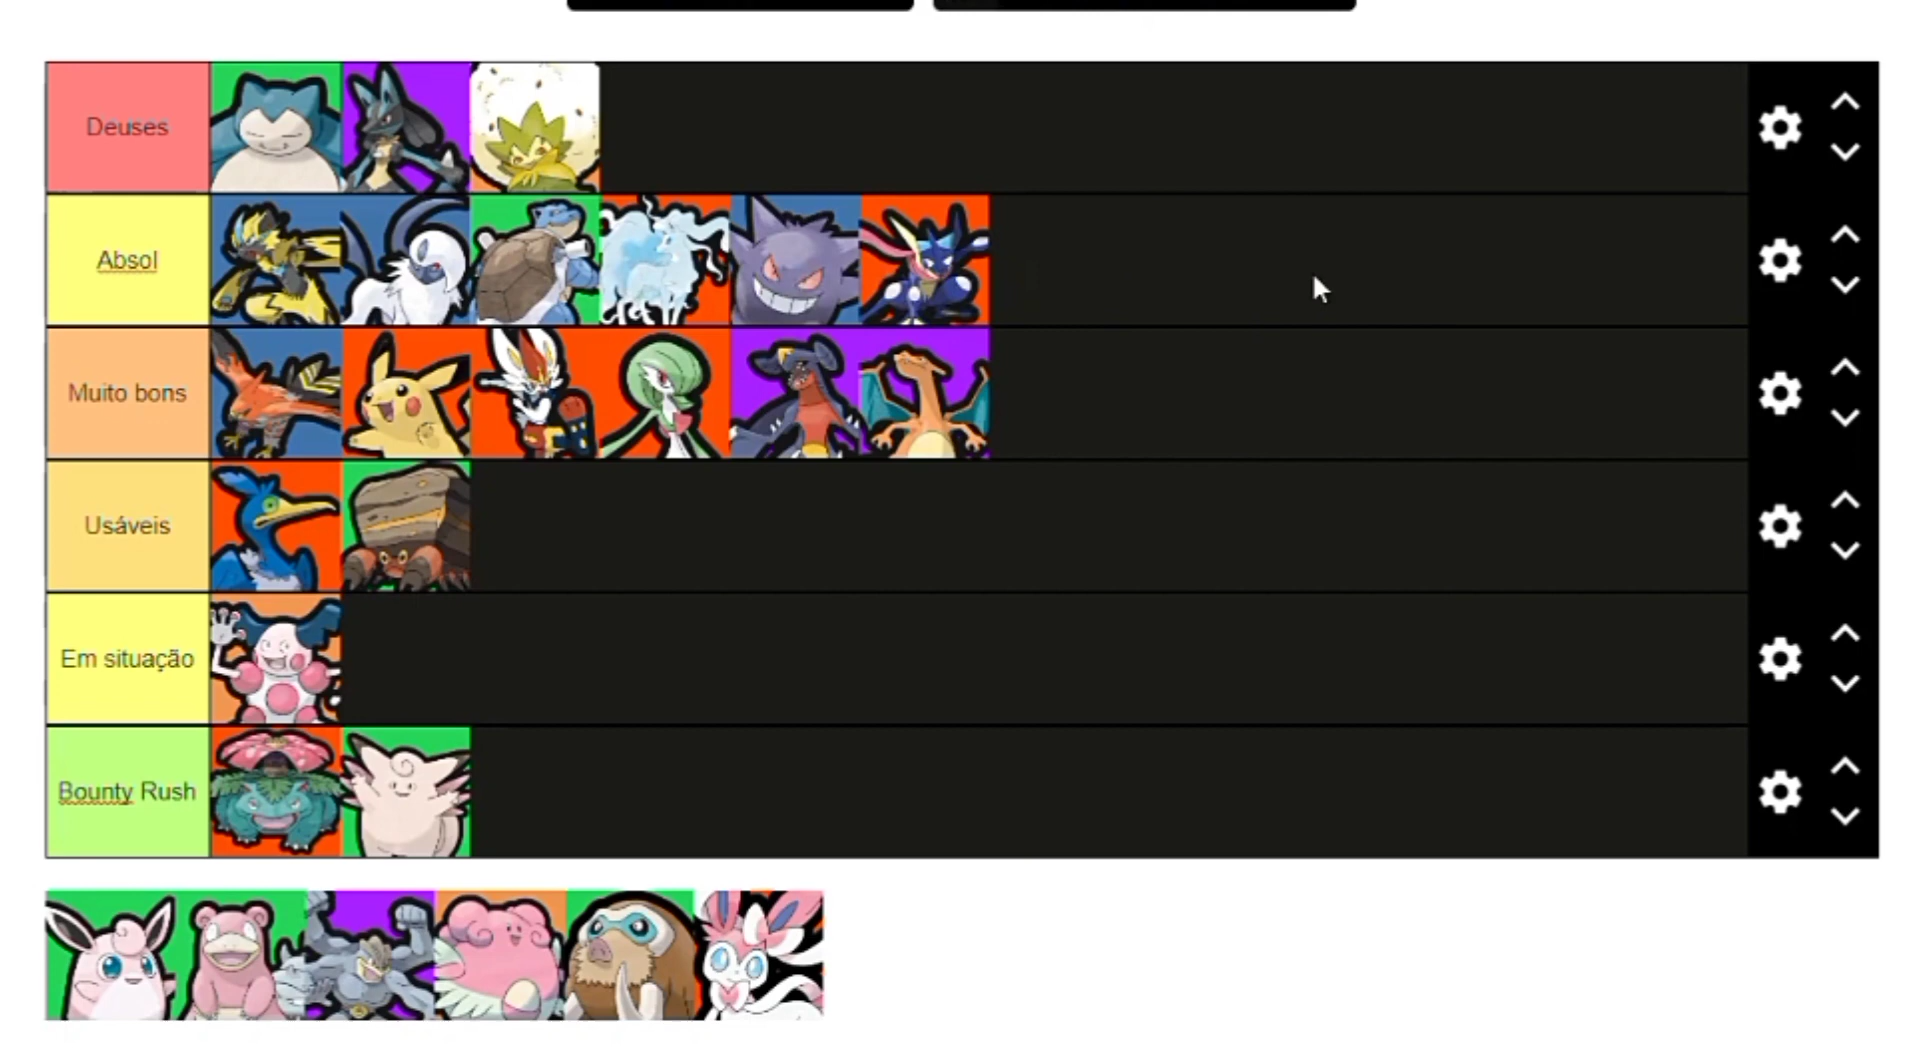 Deuses
Absol
Muito bons
Usáveis
Em situação
Bounty Rush